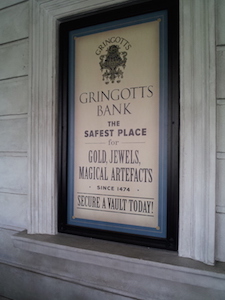 GRINGOTTS
GRINGOTTS
BANK
THE
SAFEST PLACE
for
GOLD, JEWELS,
MAGICAL ARTEFACTS
SINCE 1474
SECURE A VAULT TODAY!